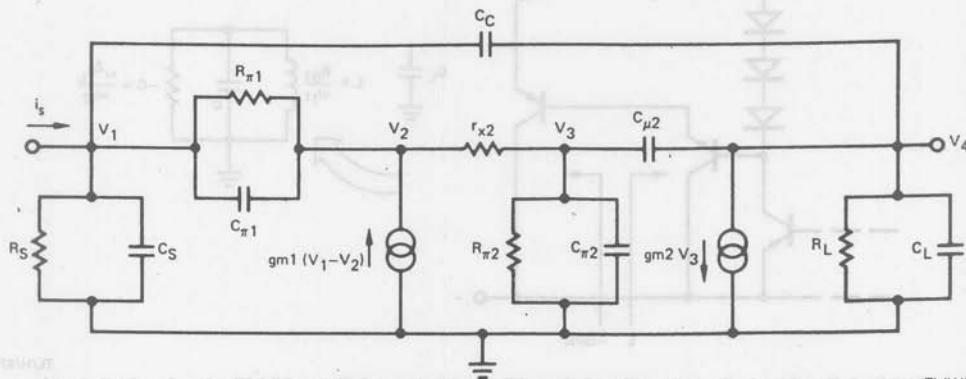 C_C
R_π1
i_s
V_1
V_2
r_x2
V_3
C_μ2
V_4
C_π1
R_S
C_S
gm1 (V_1–V_2)
R_π2
C_π2
gm2 V_3
R_L
C_L